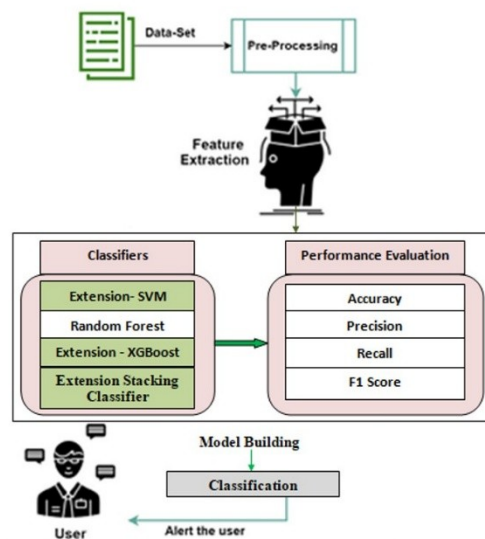 Data-Set
Pre-Processing
Feature
Extraction
Classifiers
Performance Evaluation
Extension- SVM
Random Forest
Extension - XGBoost
Extension Stacking
Classifier
Accuracy
Precision
Recall
F1 Score
Model Building
Classification
Alert the user
User